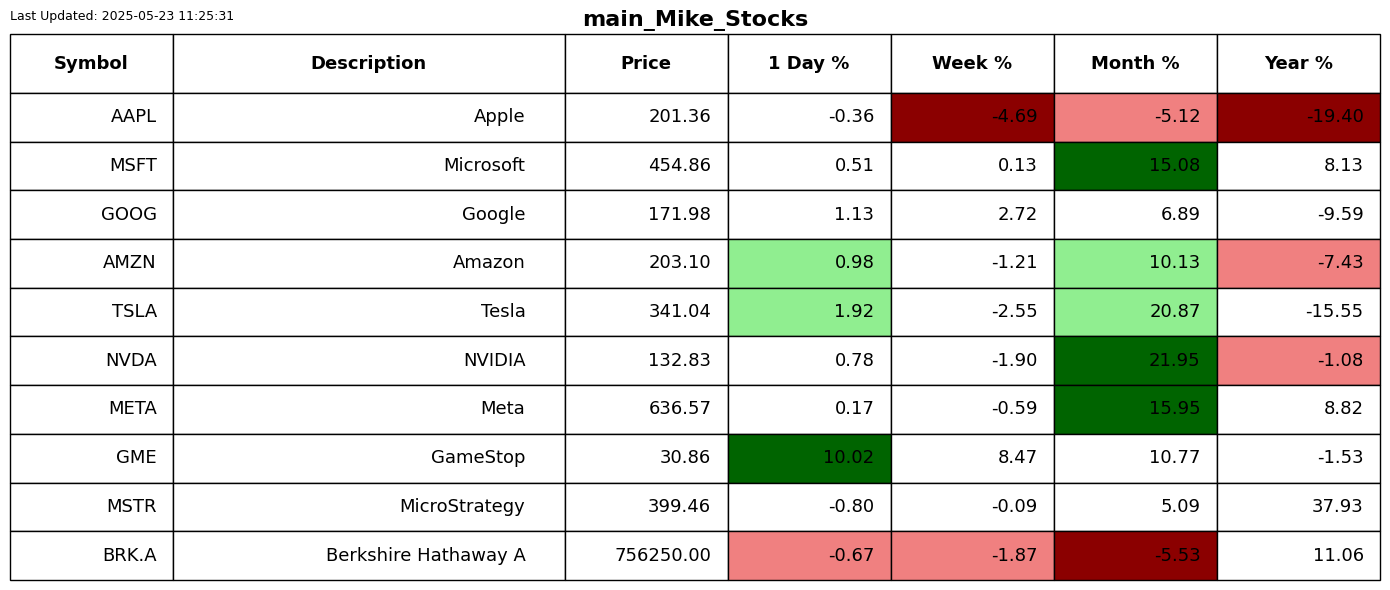 Last Updated: 2025-05-23 11:25:31
main_Mike_Stocks
Symbol Description Price 1 Day % Week % Month % Year %
AAPL Apple 201.36 -0.36 -4.69 -5.12 -19.40
MSFT Microsoft 454.86 0.51 0.13 15.08 8.13
GOOG Google 171.98 1.13 2.72 6.89 -9.59
AMZN Amazon 203.10 0.98 -1.21 10.13 -7.43
TSLA Tesla 341.04 1.92 -2.55 20.87 -15.55
NVDA NVIDIA 132.83 0.78 -1.90 21.95 -1.08
META Meta 636.57 0.17 -0.59 15.95 8.82
GME GameStop 30.86 10.02 8.47 10.77 -1.53
MSTR MicroStrategy 399.46 -0.80 -0.09 5.09 37.93
BRK.A Berkshire Hathaway A 756250.00 -0.67 -1.87 -5.53 11.06